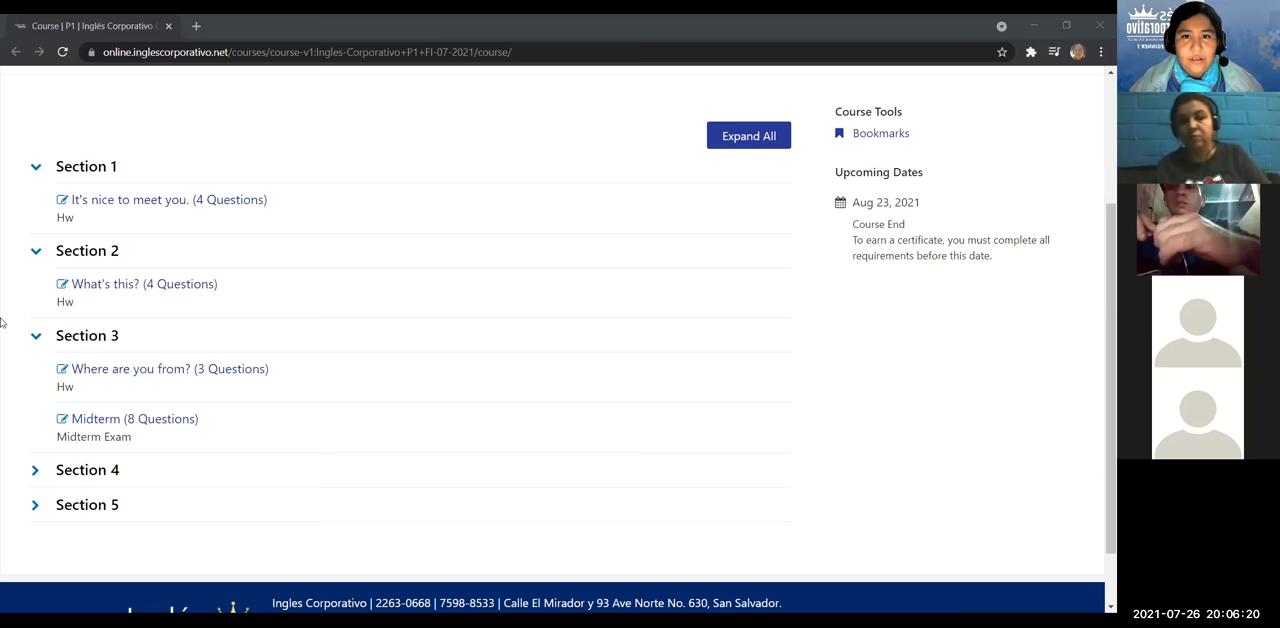 Course | P1 | Inglés Corporativo
online.inglescorporativo.net/courses/course-v1:Ingles-Corporativo+P1+FI-07-2021/course/
Expand All
Section 1
It's nice to meet you. (4 Questions)
Hw
Section 2
What's this? (4 Questions)
Hw
Section 3
Where are you from? (3 Questions)
Hw
Midterm (8 Questions)
Midterm Exam
Section 4
Section 5
Course Tools
Bookmarks
Upcoming Dates
Aug 23, 2021
Course End
To earn a certificate, you must complete all
requirements before this date.
Ingles Corporativo | 2263-0668 | 7598-8533 | Calle El Mirador y 93 Ave Norte No. 630, San Salvador.
2021-07-26 20:06:20